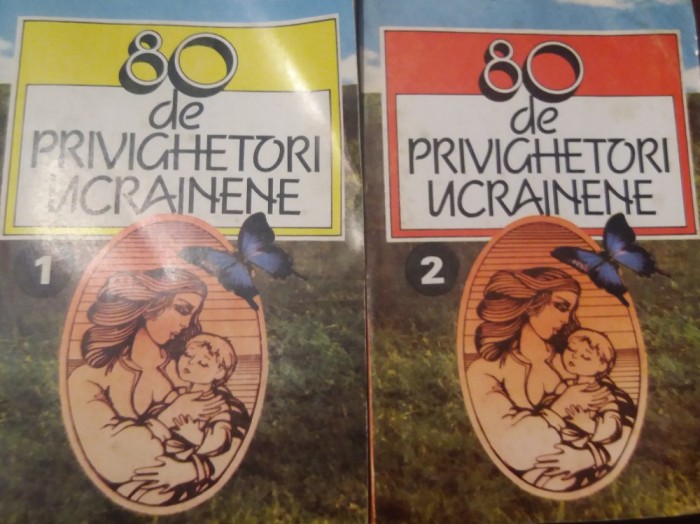 80
de
PRIVIGHETORI
UCRAINENE
1
80
de
PRIVIGHETORI
UCRAINENE
2